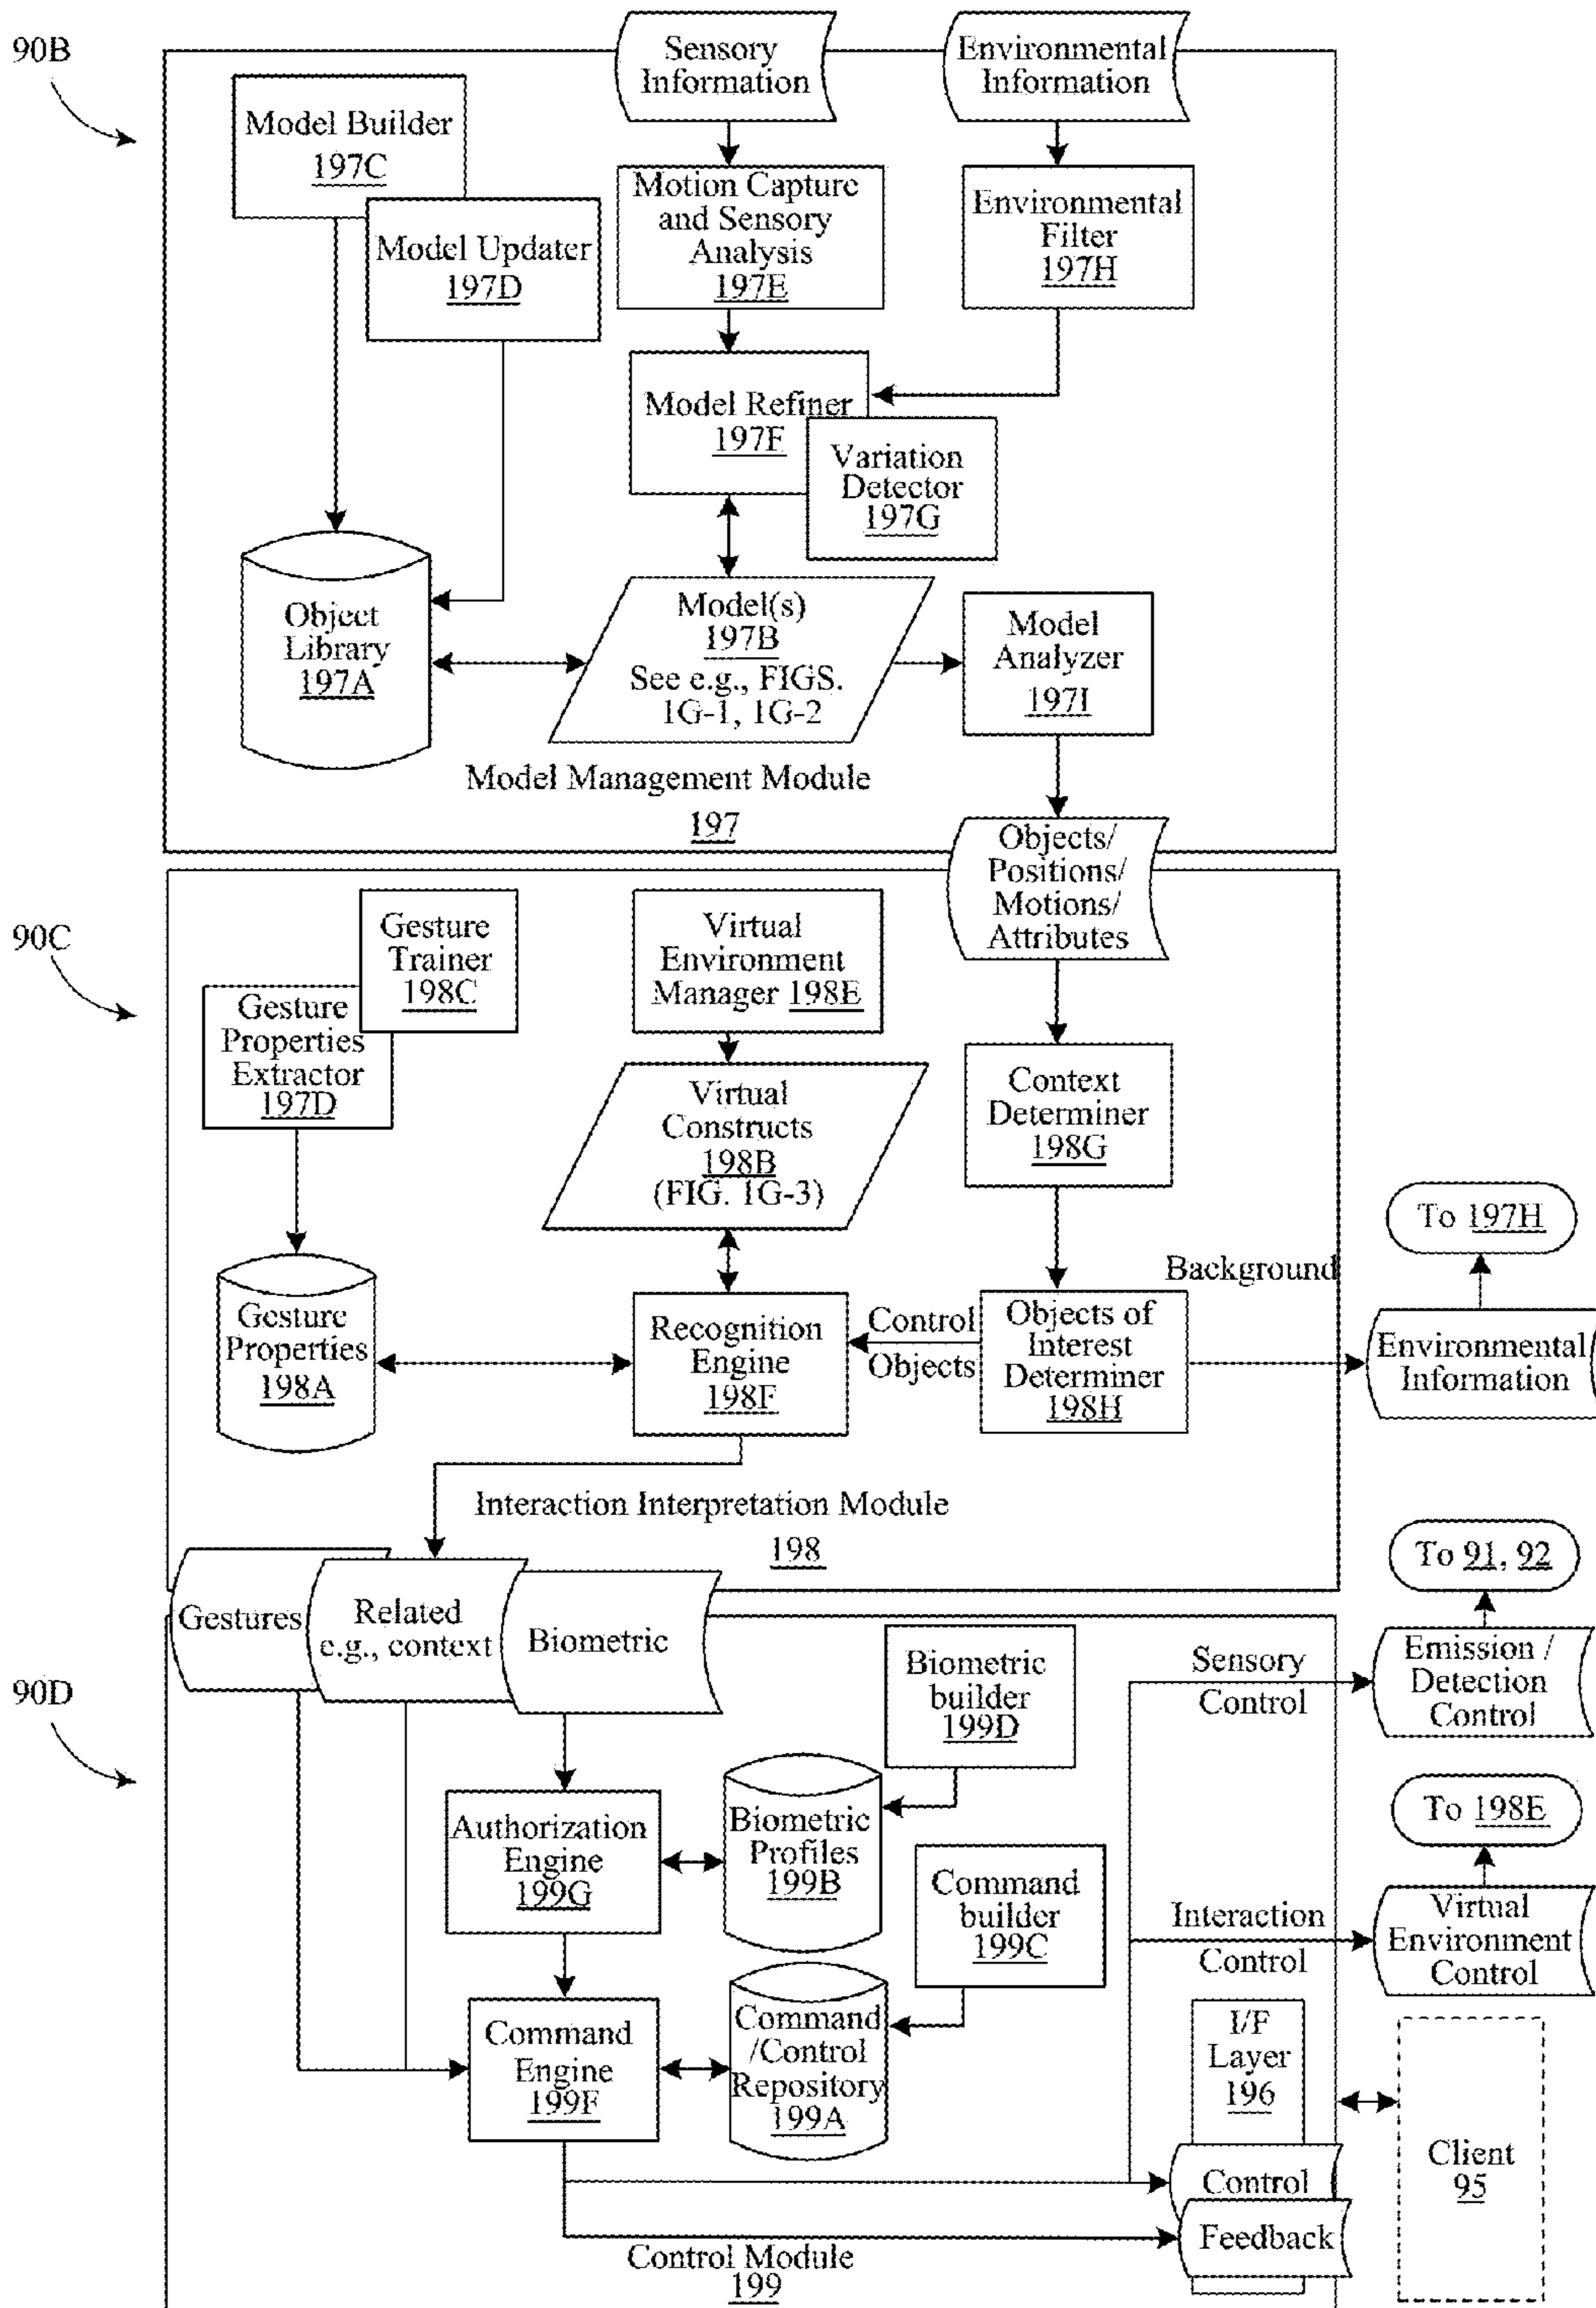 90B
Sensory
Information
Environmental
Information
Model Builder
197C
Model Updater
197D
Motion Capture
and Sensory
Analysis
197E
Environmental
Filter
197H
Model Refiner
197F
Variation
Detector
197G
Object
Library
197A
Model(s)
197B
See e.g., FIGS.
1G-1, 1G-2
Model
Analyzer
197I
Model Management Module
197
Objects/
Positions/
Motions/
Attributes
90C
Gesture
Trainer
198C
Gesture
Properties
Extractor
197D
Virtual
Environment
Manager 198E
Virtual
Constructs
198B
(FIG. 1G-3)
Context
Determiner
198G
To 197H
Background
Gesture
Properties
198A
Recognition
Engine
198F
Control
Objects
Objects of
Interest
Determiner
198H
Environmental
Information
Interaction Interpretation Module
198
To 91, 92
90D
Gestures
Related
e.g., context
Biometric
Biometric
builder
199D
Sensory
Control
Emission /
Detection
Control
To 198E
Authorization
Engine
199G
Biometric
Profiles
199B
Command
builder
199C
Interaction
Control
Virtual
Environment
Control
Command
Engine
199F
Command
/Control
Repository
199A
I/F
Layer
196
Client
95
Control
Feedback
Control Module
199